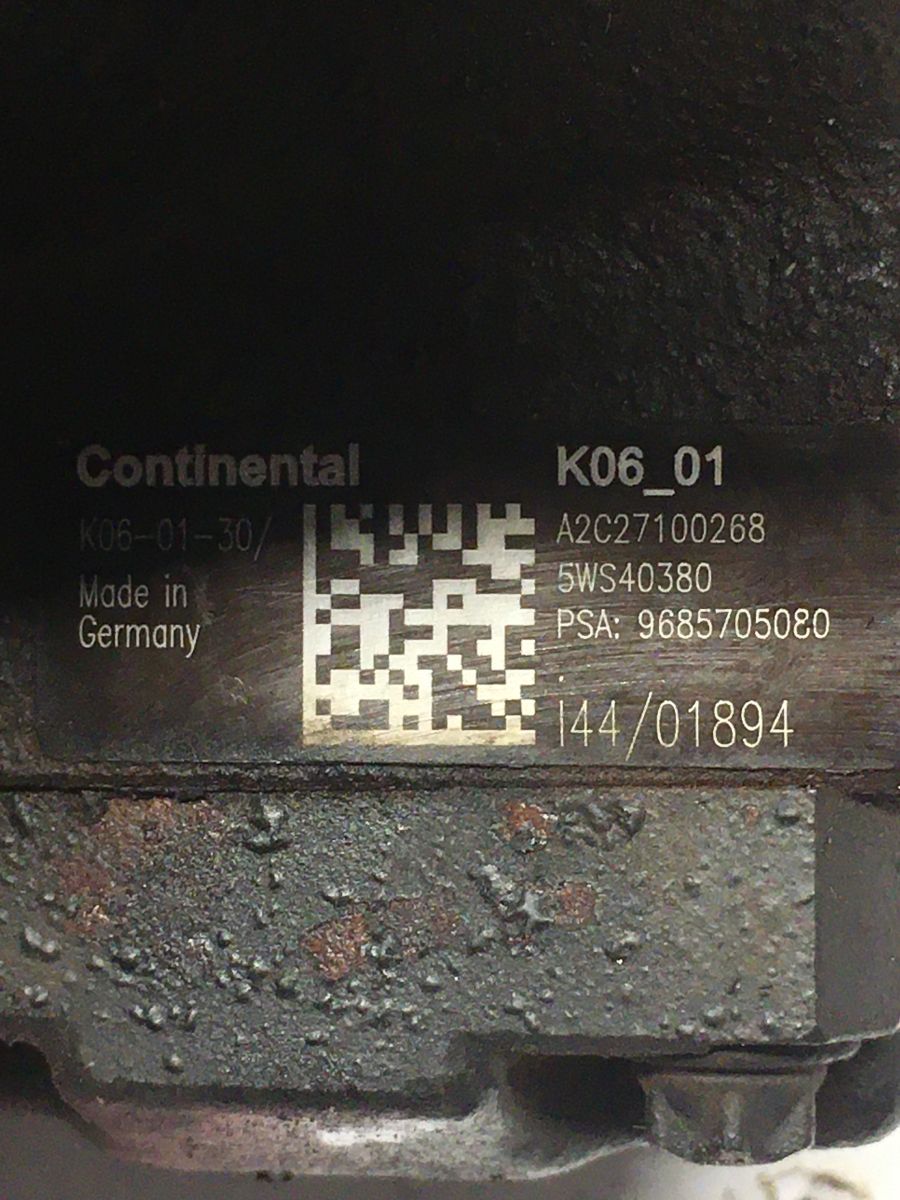 Continental
K06-01-30/
Made in
Germany
K06_01
A2C27100268
5WS40380
PSA: 9685705080
I44/01894